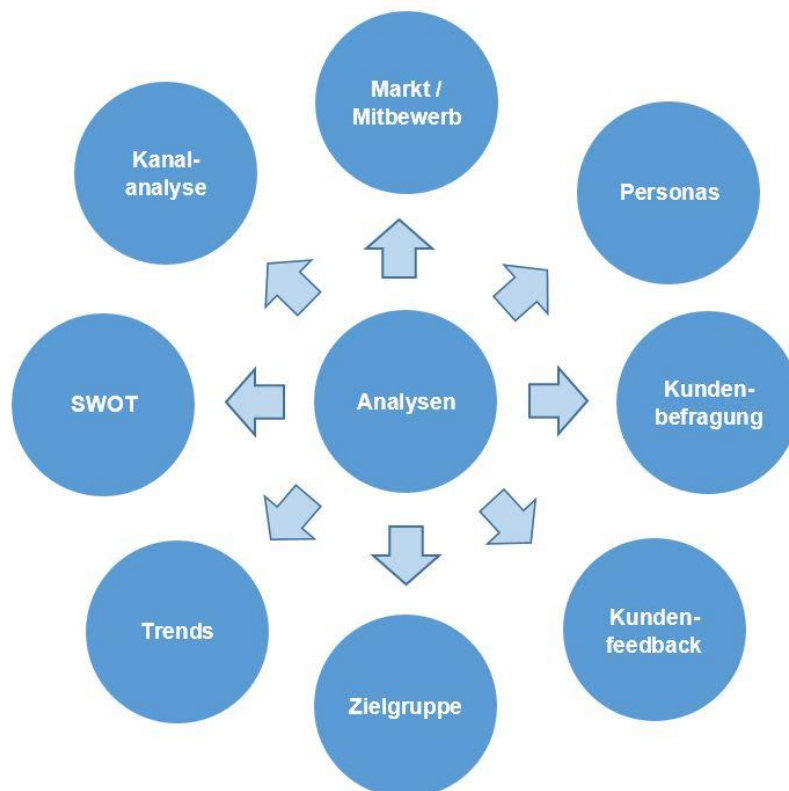 Markt /
Mitbewerb
Kanal-
analyse
Personas
SWOT
Analysen
Kunden-
befragung
Trends
Kunden-
feedback
Zielgruppe